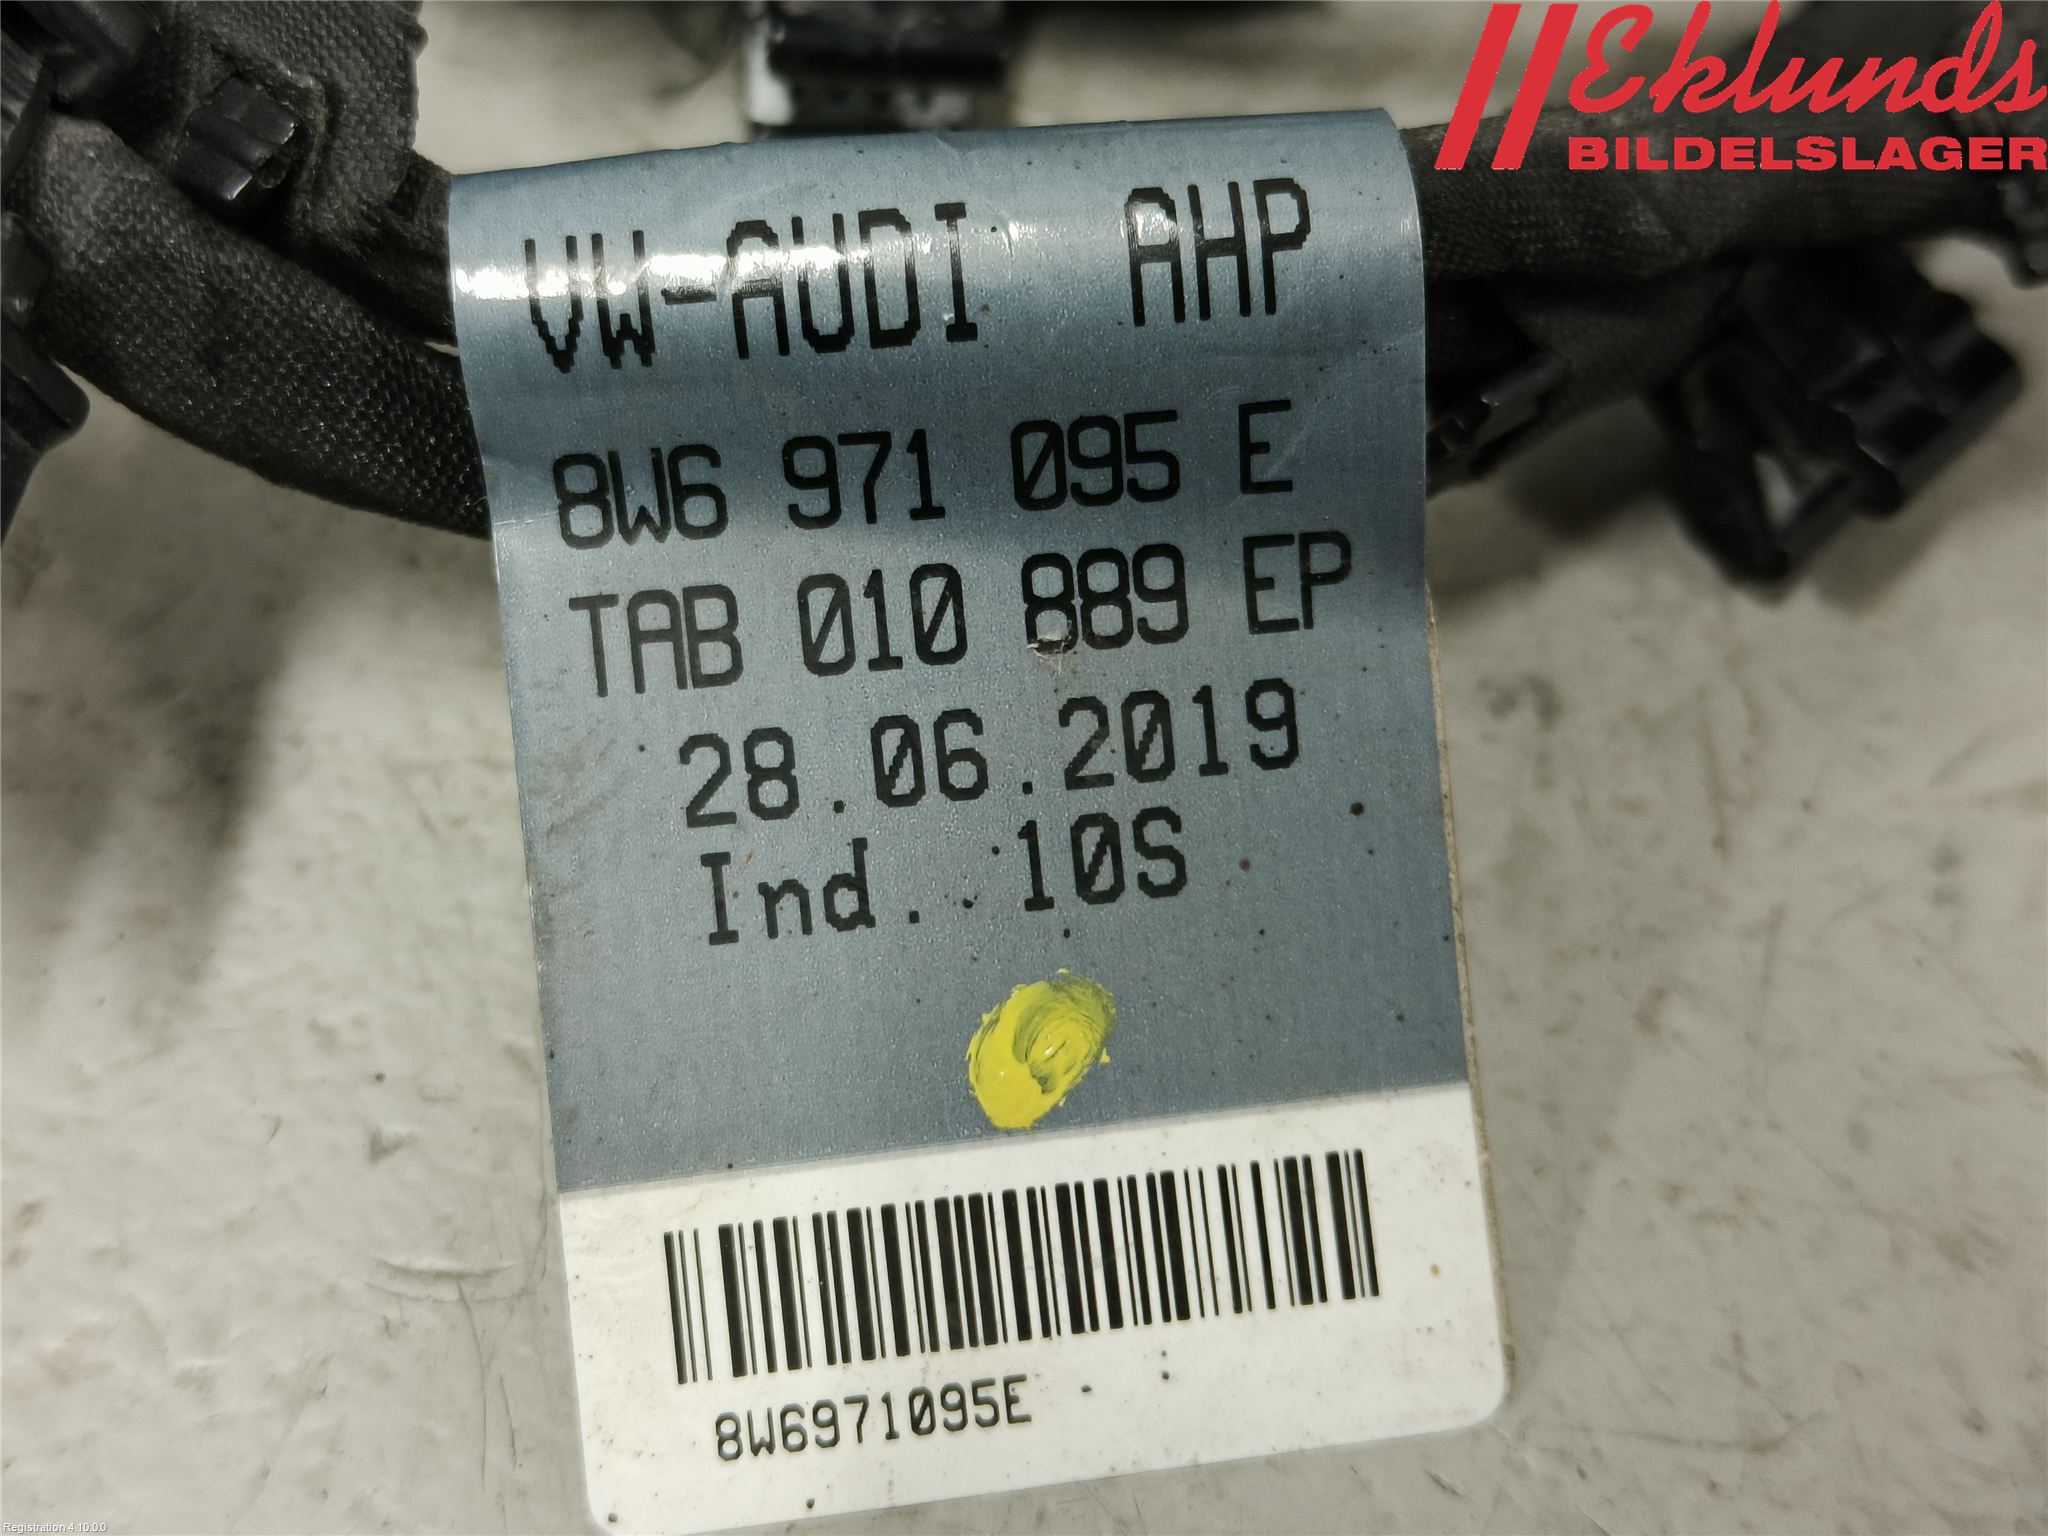 Eklunds
BILDELSLAGER
VW-AUDI AHP
8W6 971 095 E
TAB 010 889 EP
28.06.2019
Ind.. 10S
8W6971095E
Registration 4.10.0.0